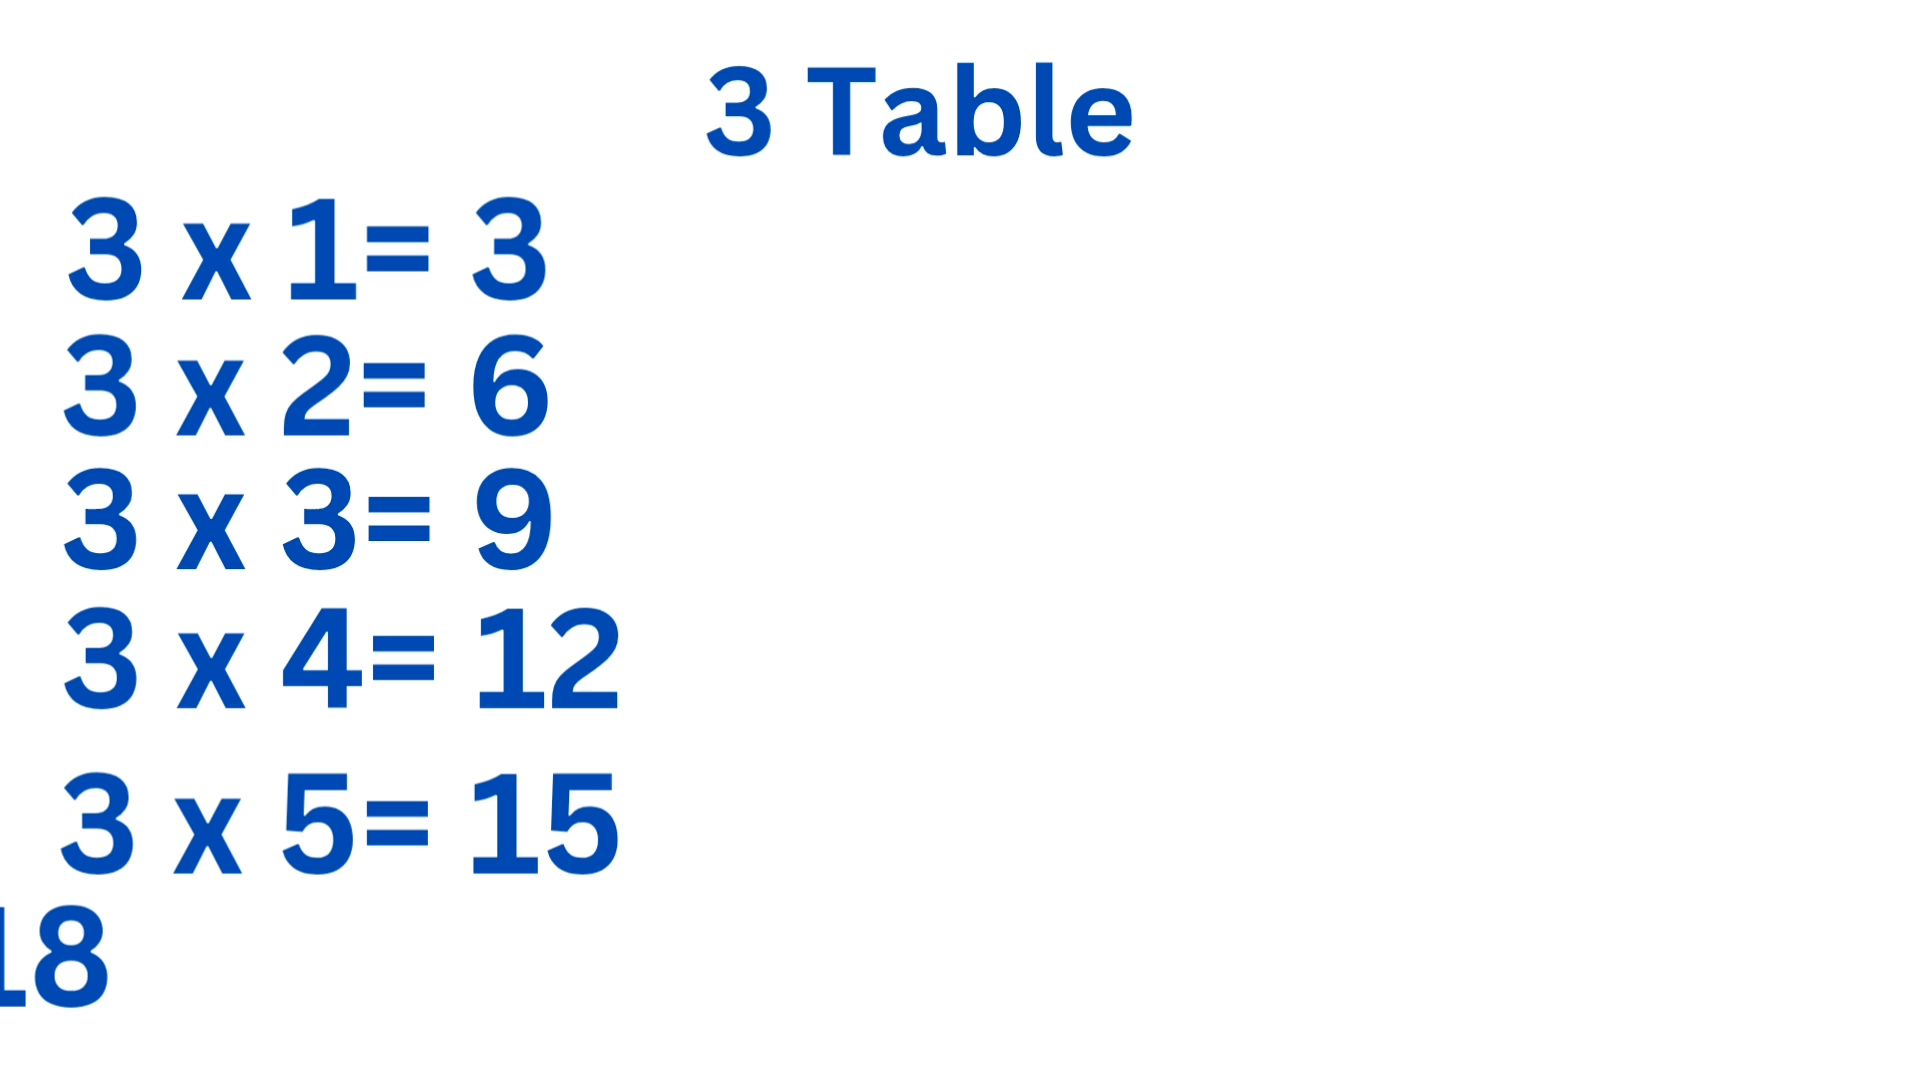 3 Table
3 x 1= 3
3 x 2= 6
3 x 3= 9
3 x 4= 12
3 x 5= 15
18